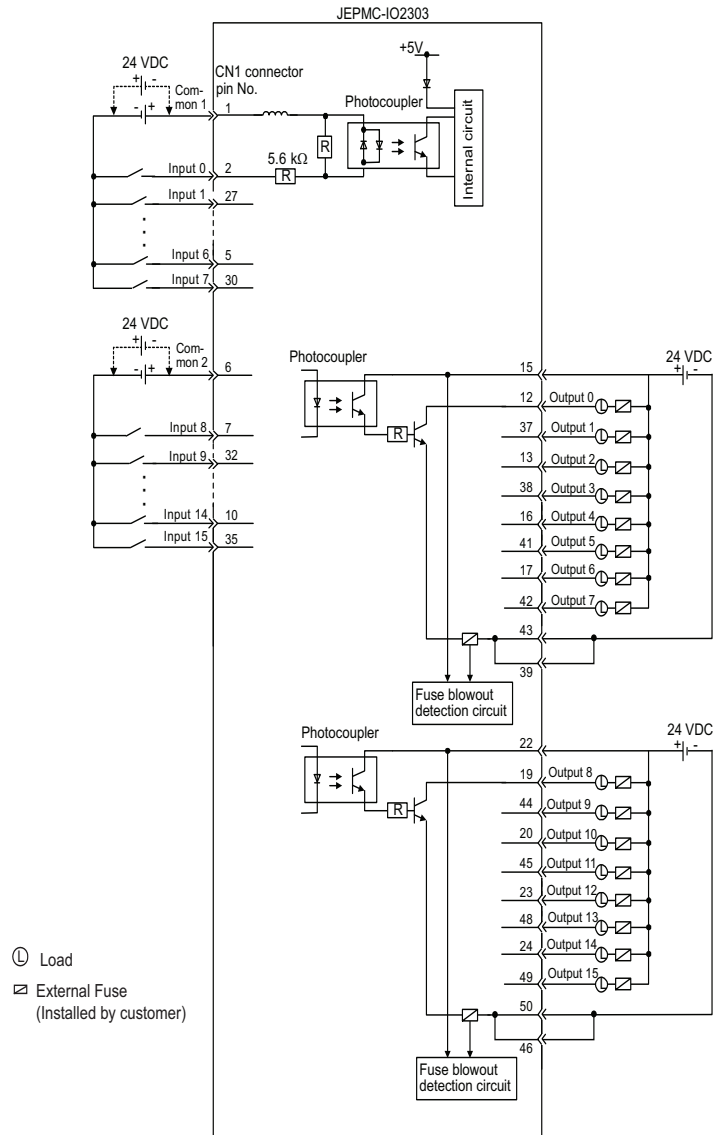 JEPMC-IO2303
+5V
24 VDC
+ -
CN1 connector
pin No.
Com-
mon 1
- +
1
Photocoupler
R
Internal circuit
5.6 kΩ
Input 0
2
R
Input 1
27
Input 6
5
Input 7
30
24 VDC
+ -
Com-
mon 2
- +
6
Input 8
7
Input 9
32
Input 14
10
Input 15
35
Photocoupler
R
15
24 VDC
+ -
12
Output 0
L
37
Output 1
L
13
Output 2
L
38
Output 3
L
16
Output 4
L
41
Output 5
L
17
Output 6
L
42
Output 7
L
43
39
Fuse blowout
detection circuit
Photocoupler
R
22
24 VDC
+ -
19
Output 8
L
44
Output 9
L
20
Output 10
L
45
Output 11
L
23
Output 12
L
48
Output 13
L
24
Output 14
L
49
Output 15
L
50
46
Fuse blowout
detection circuit
L Load
External Fuse
(Installed by customer)